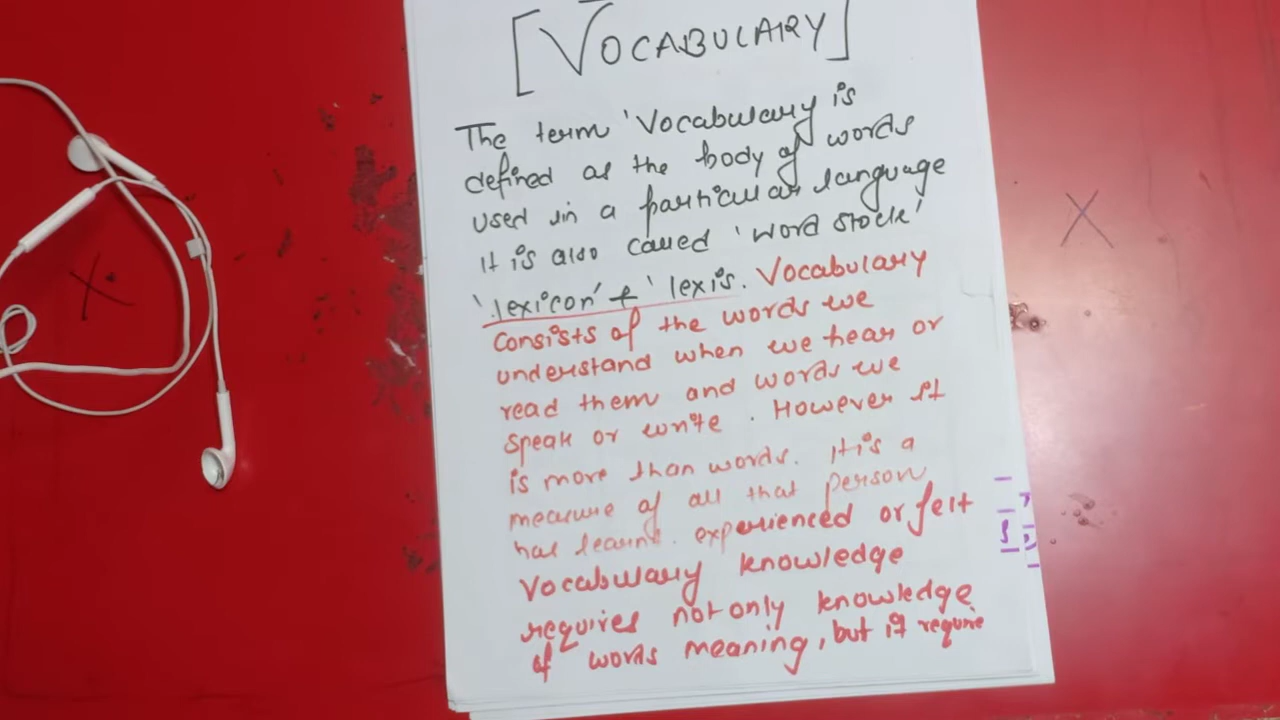 [VOCABULARY]
The term 'Vocabulary is
defined as the body of words
used in a particular language
it is also called 'word stock'
'lexicon' & 'lexis. Vocabulary
consists of the words we
understand when we hear or
read them and words we
speak or write. However it
is more than words. It is a
measure of all that person
has learnt. experienced or felt
Vocabulary knowledge
requires not only knowledge
of words meaning, but it require